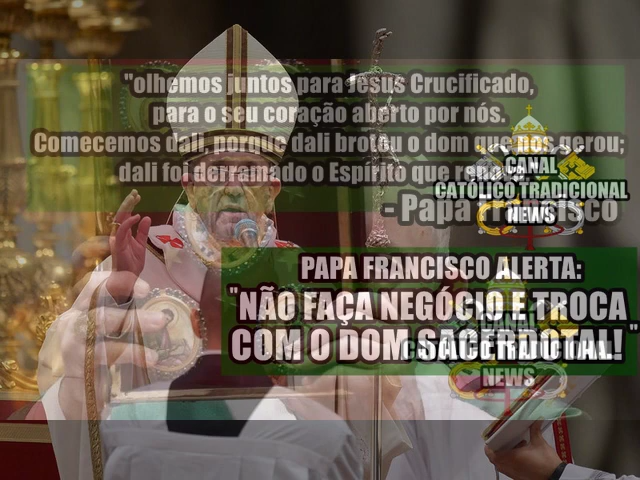 "olhemos juntos para Jesus Crucificado,
para o seu coração aberto por nós.
Comecemos dali porque dali brotou o dom que nos gerou;
dali foi derramado o Espírito que
- Papa Francisco
CANAL
CATÓLICO TRADICIONAL
NEWS
PAPA FRANCISCO ALERTA:
"NÃO FAÇA NEGÓCIO E TROCA
COM O DOM SACERDOTAL!"
NEWS